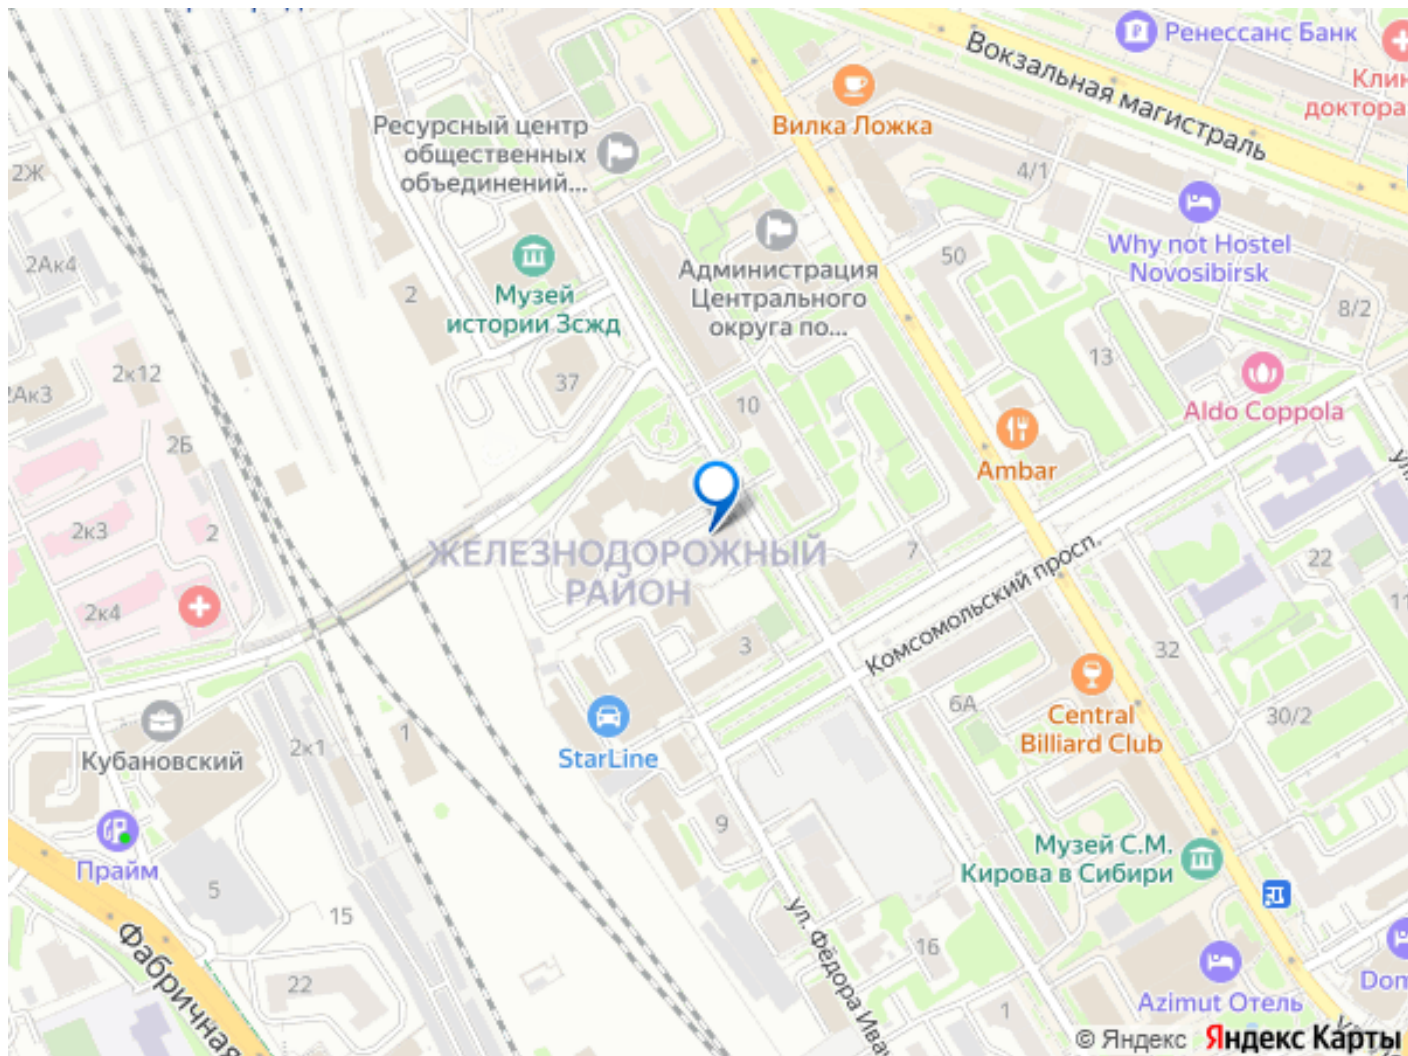 Ренессанс Банк
Вокзальная магистраль
Клин
доктора
Вилка Ложка
Ресурсный центр
общественных
объединений...
2Ж
4/1
Why not Hostel
Novosibirsk
Администрация
Центрального
округа по...
50
2Ак4
2
Музей
истории Зсжд
8/2
13
2к12
37
2Ак3
10
Aldo Coppola
2Б
Ambar
2к3
2
ЖЕЛЕЗНОДОРОЖНЫЙ
РАЙОН
7
Комсомольский просп.
22
2к4
11
3
32
6А
Central
Billiard Club
30/2
StarLine
Кубановский
2к1
1
9
Прайм
Музей С.М.
Кирова в Сибири
5
15
ул. Фёдора Ива
16
Фабричная
22
1
Azimut Отель
Dom
© Яндекс Яндекс Карты